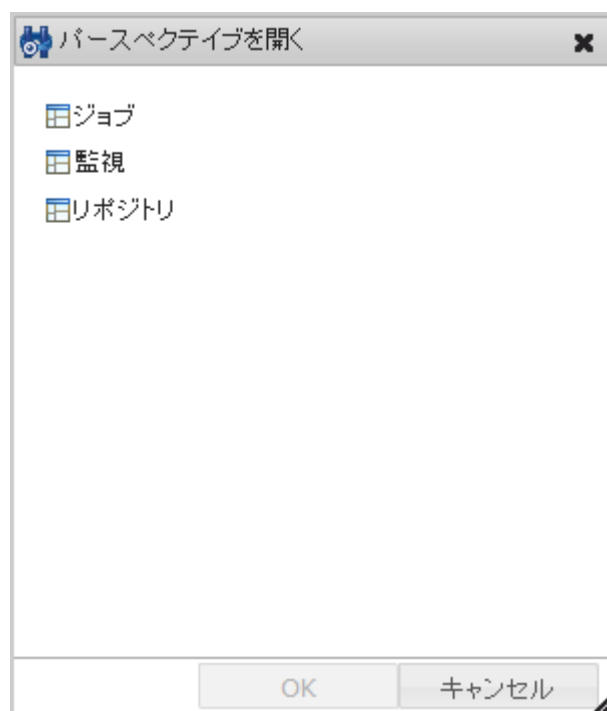 パースペクティブを開く
ジョブ
監視
リポジトリ
OK
キャンセル